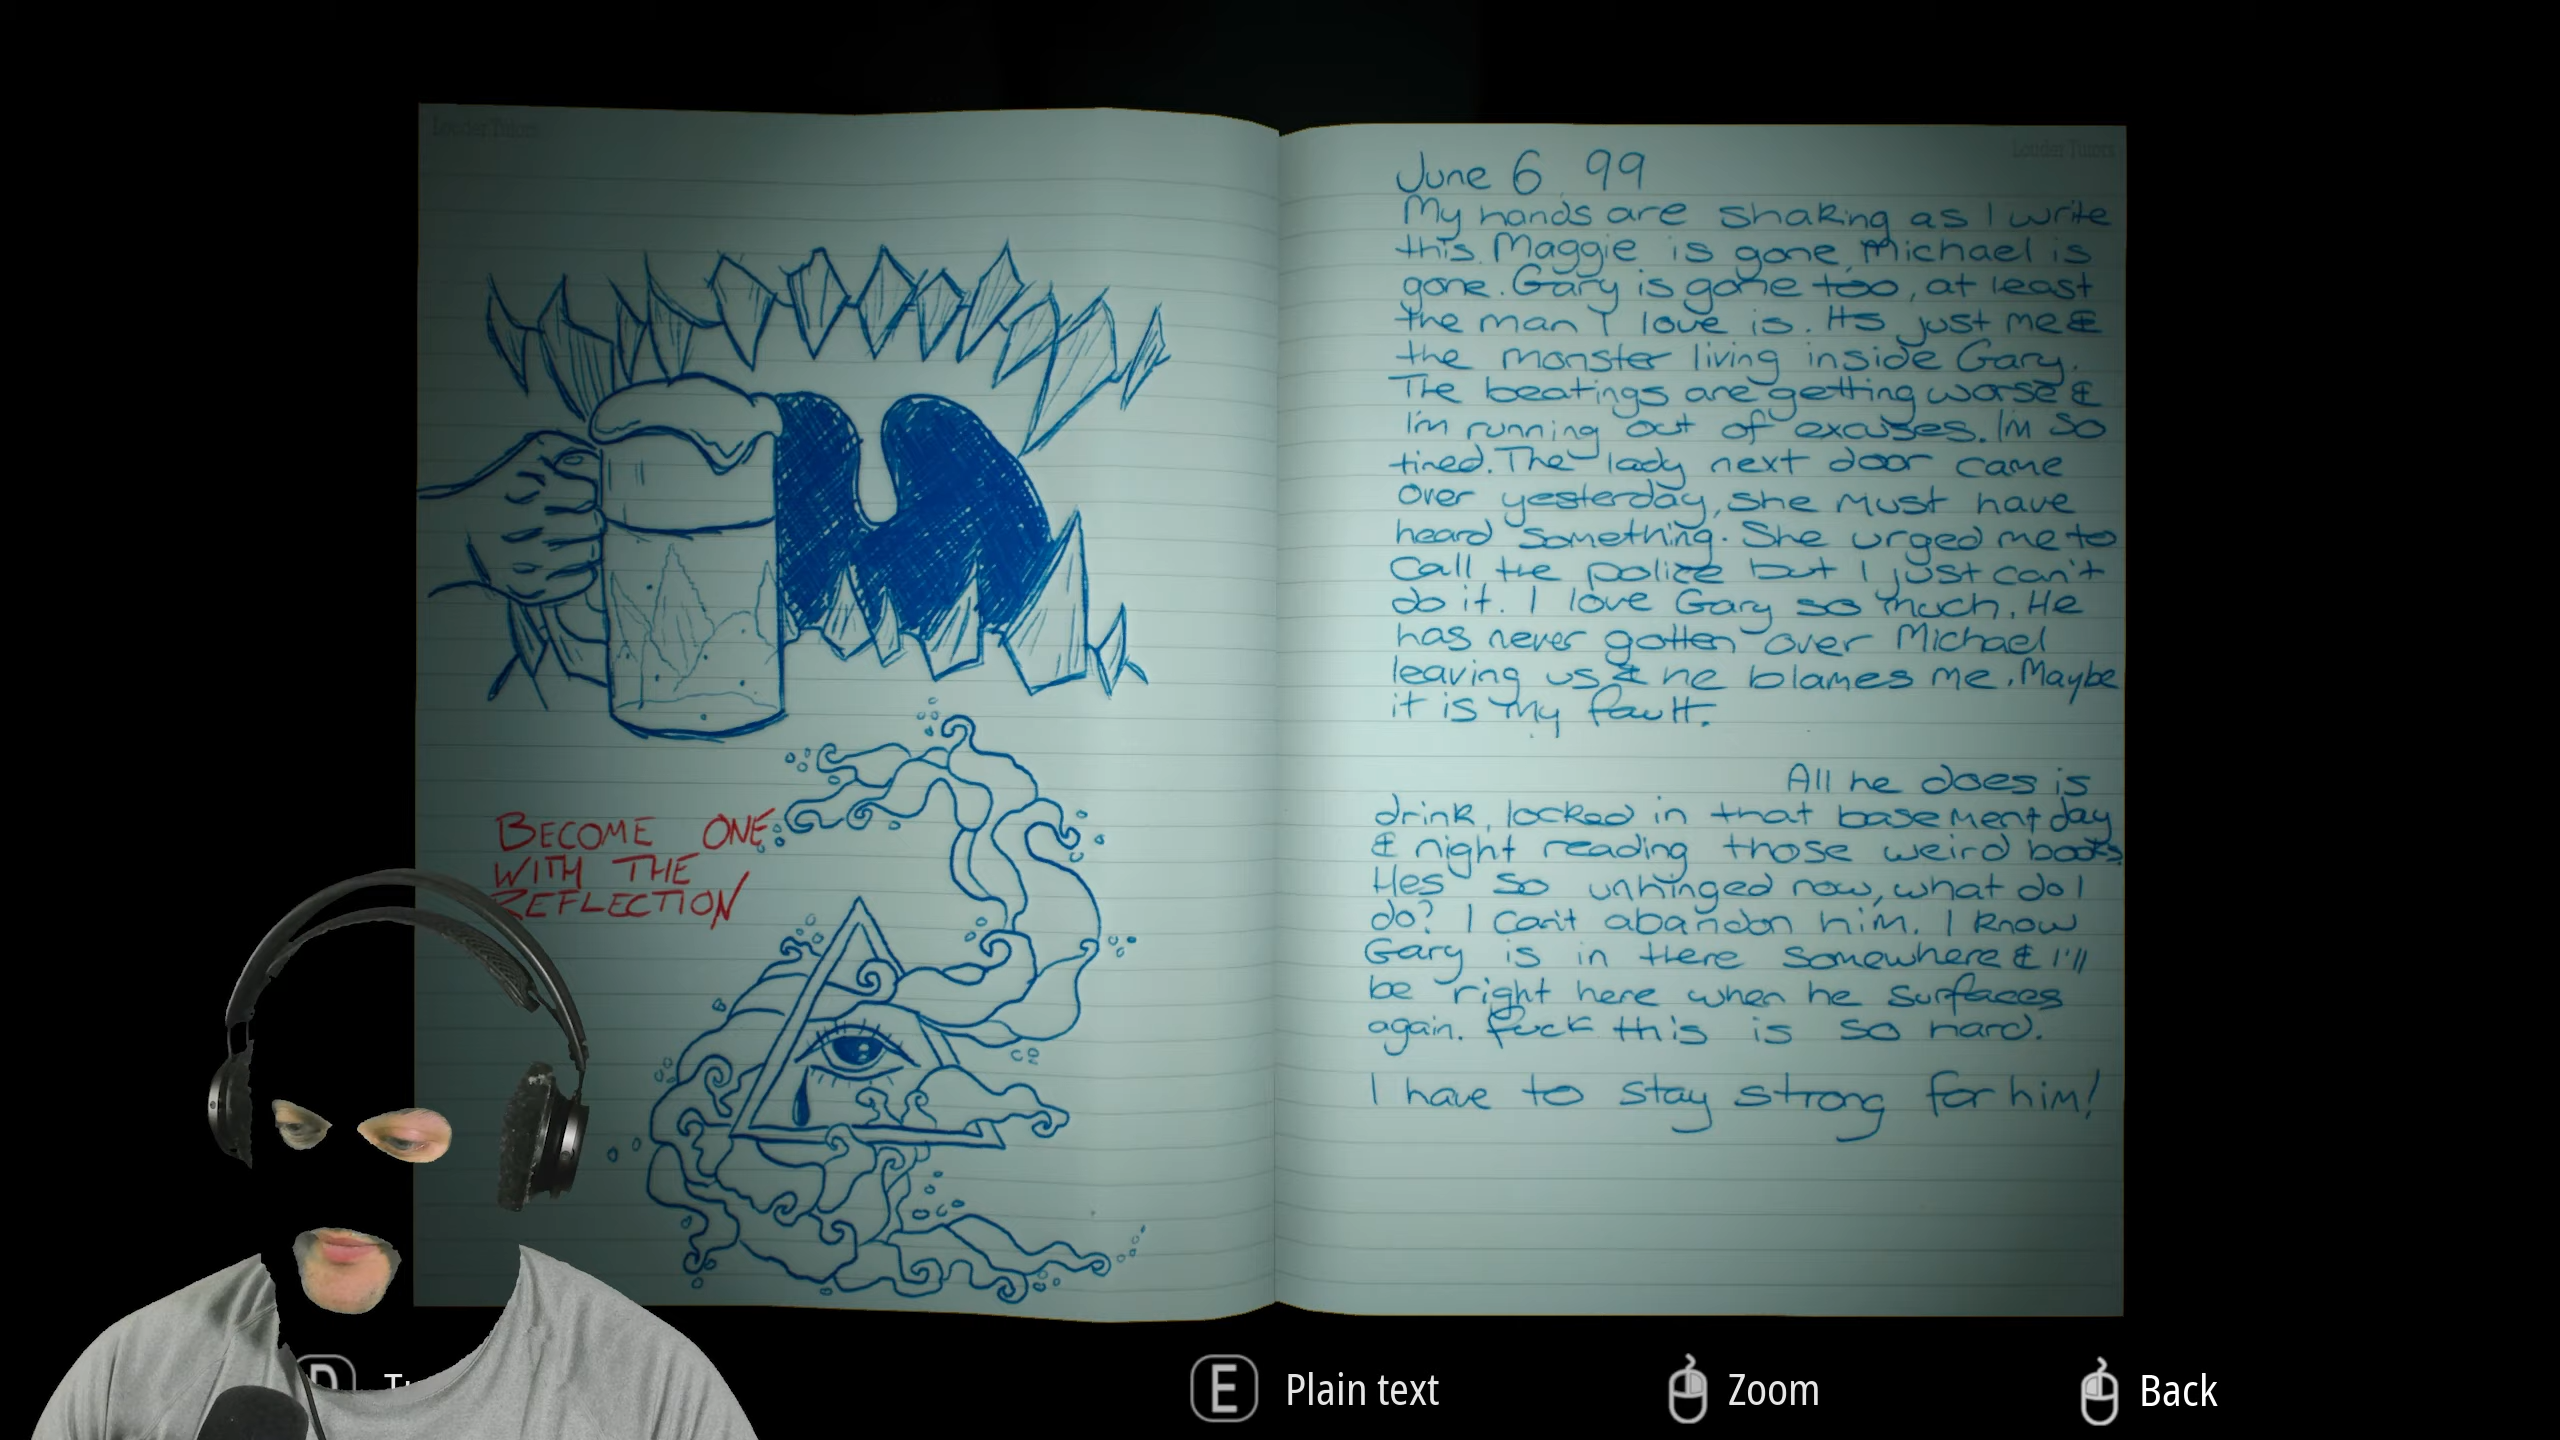 Louder Tutors
BECOME ONE
WITH THE
REFLECTION
Louder Tutors
June 6 99
My hands are shaking as I write
this. Maggie is gone, Michael is
gone. Gary is gone too, at least
the man I love is. Its just me &
the monster living inside Gary.
The beatings are getting worse &
I'm running out of excuses. I'm so
tired. The lady next door came
over yesterday, she must have
heard something. She urged me to
call the police but I just can't
do it. I love Gary so much. He
has never gotten over Michael
leaving us & he blames me. Maybe
it is my fault.
All he does is
drink, locked in that basement day
& night reading those weird books.
Hes so unhinged now, what do I
do? I can't abandon him. I know
Gary is in there somewhere & I'll
be right here when he surfaces
again. fuck this is so hard.
I have to stay strong for him!
E Plain text
Zoom
Back